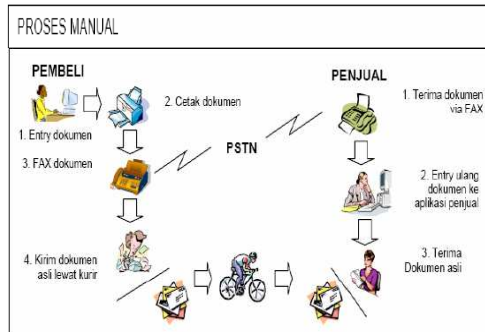 PROSES MANUAL
PEMBELI
1. Entry dokumen
2. Cetak dokumen
3. FAX dokumen
4. Kirim dokumen
asli lewat kurir
PSTN
PENJUAL
1. Terima dokumen
via FAX
2. Entry ulang
dokumen ke
aplikasi penjual
3. Terima
Dokumen asli